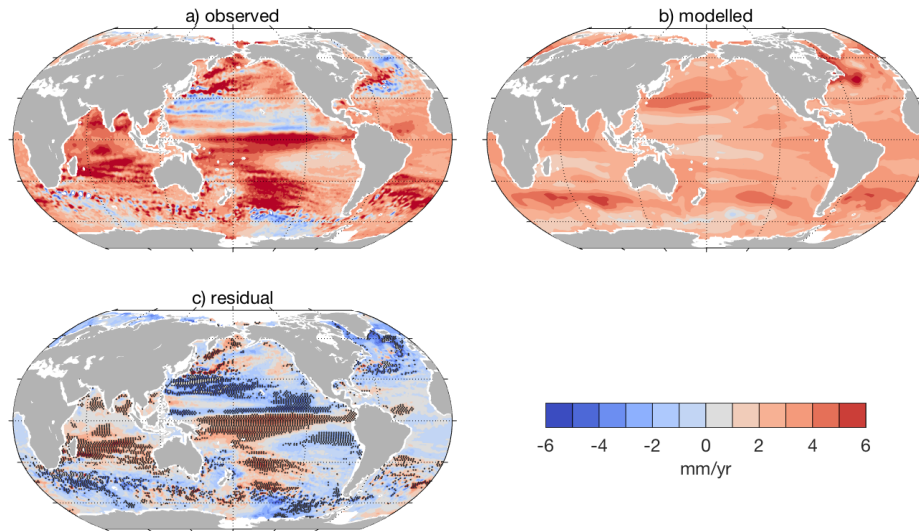 a) observed
b) modelled
c) residual
-6 -4 -2 0 2 4 6
mm/yr